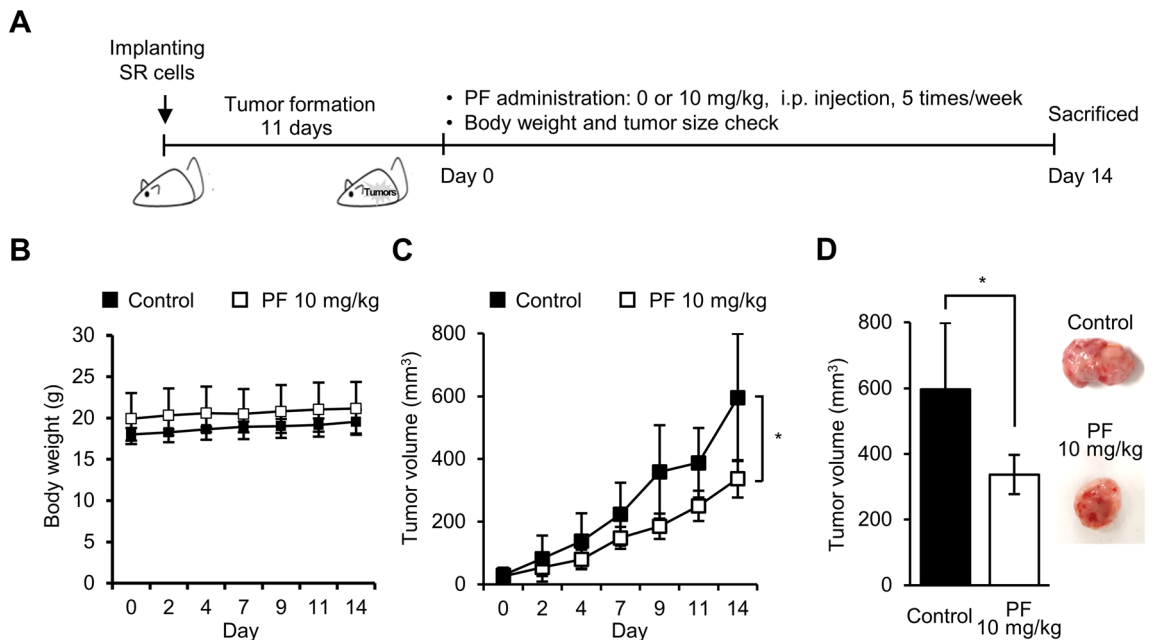 A
Implanting
SR cells
Tumor formation
11 days
• PF administration: 0 or 10 mg/kg, i.p. injection, 5 times/week
• Body weight and tumor size check
Sacrificed
Tumors
Day 0
Day 14
B
Control
PF 10 mg/kg
Body weight (g)
30
25
20
15
10
5
0
0 2 4 7 9 11 14
Day
C
Control
PF 10 mg/kg
Tumor volume (mm³)
800
600
400
200
0
*
0 2 4 7 9 11 14
Day
D
*
Tumor volume (mm³)
800
600
400
200
0
Control
PF
10 mg/kg
Control
PF
10 mg/kg